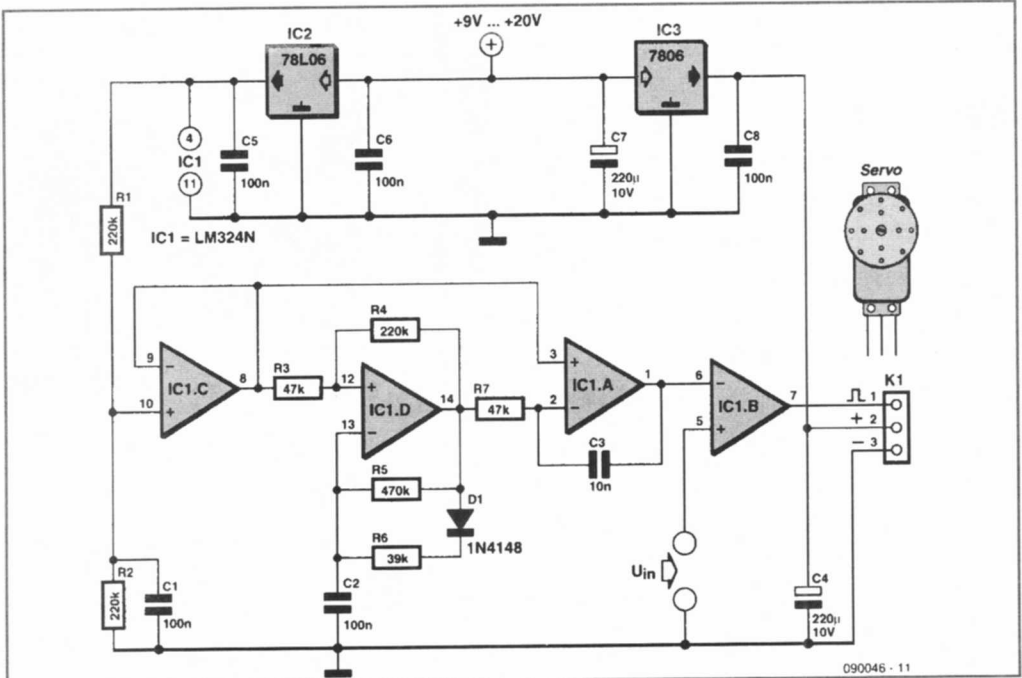 +9V ... +20V
IC2
78L06
IC3
7806
4
IC1
11
C5
100n
C6
100n
C7
220µ
10V
C8
100n
R1
220k
IC1 = LM324N
Servo
9
10
IC1.C
8
R3
47k
R4
220k
12
13
IC1.D
14
R7
47k
3
2
IC1.A
1
C3
10n
6
5
IC1.B
7
K1
1
+ 2
− 3
R5
470k
D1
1N4148
R6
39k
Uin
R2
220k
C1
100n
C2
100n
C4
220µ
10V
090046 - 11